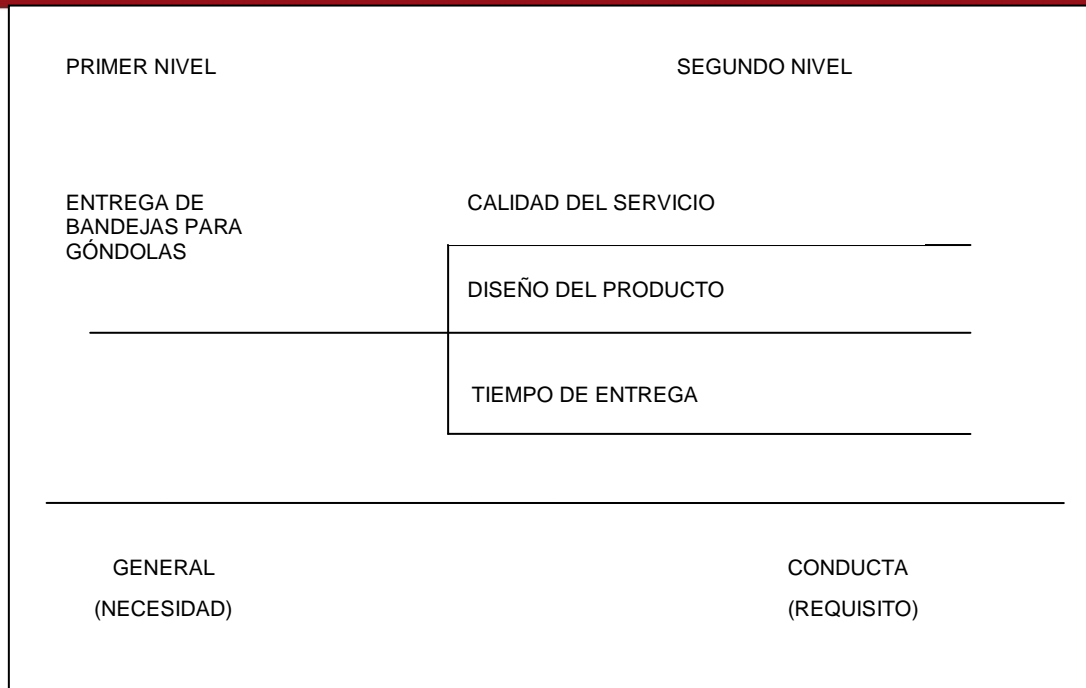 PRIMER NIVEL
SEGUNDO NIVEL
ENTREGA DE
BANDEJAS PARA
GÓNDOLAS
CALIDAD DEL SERVICIO
DISEÑO DEL PRODUCTO
TIEMPO DE ENTREGA
GENERAL
(NECESIDAD)
CONDUCTA
(REQUISITO)